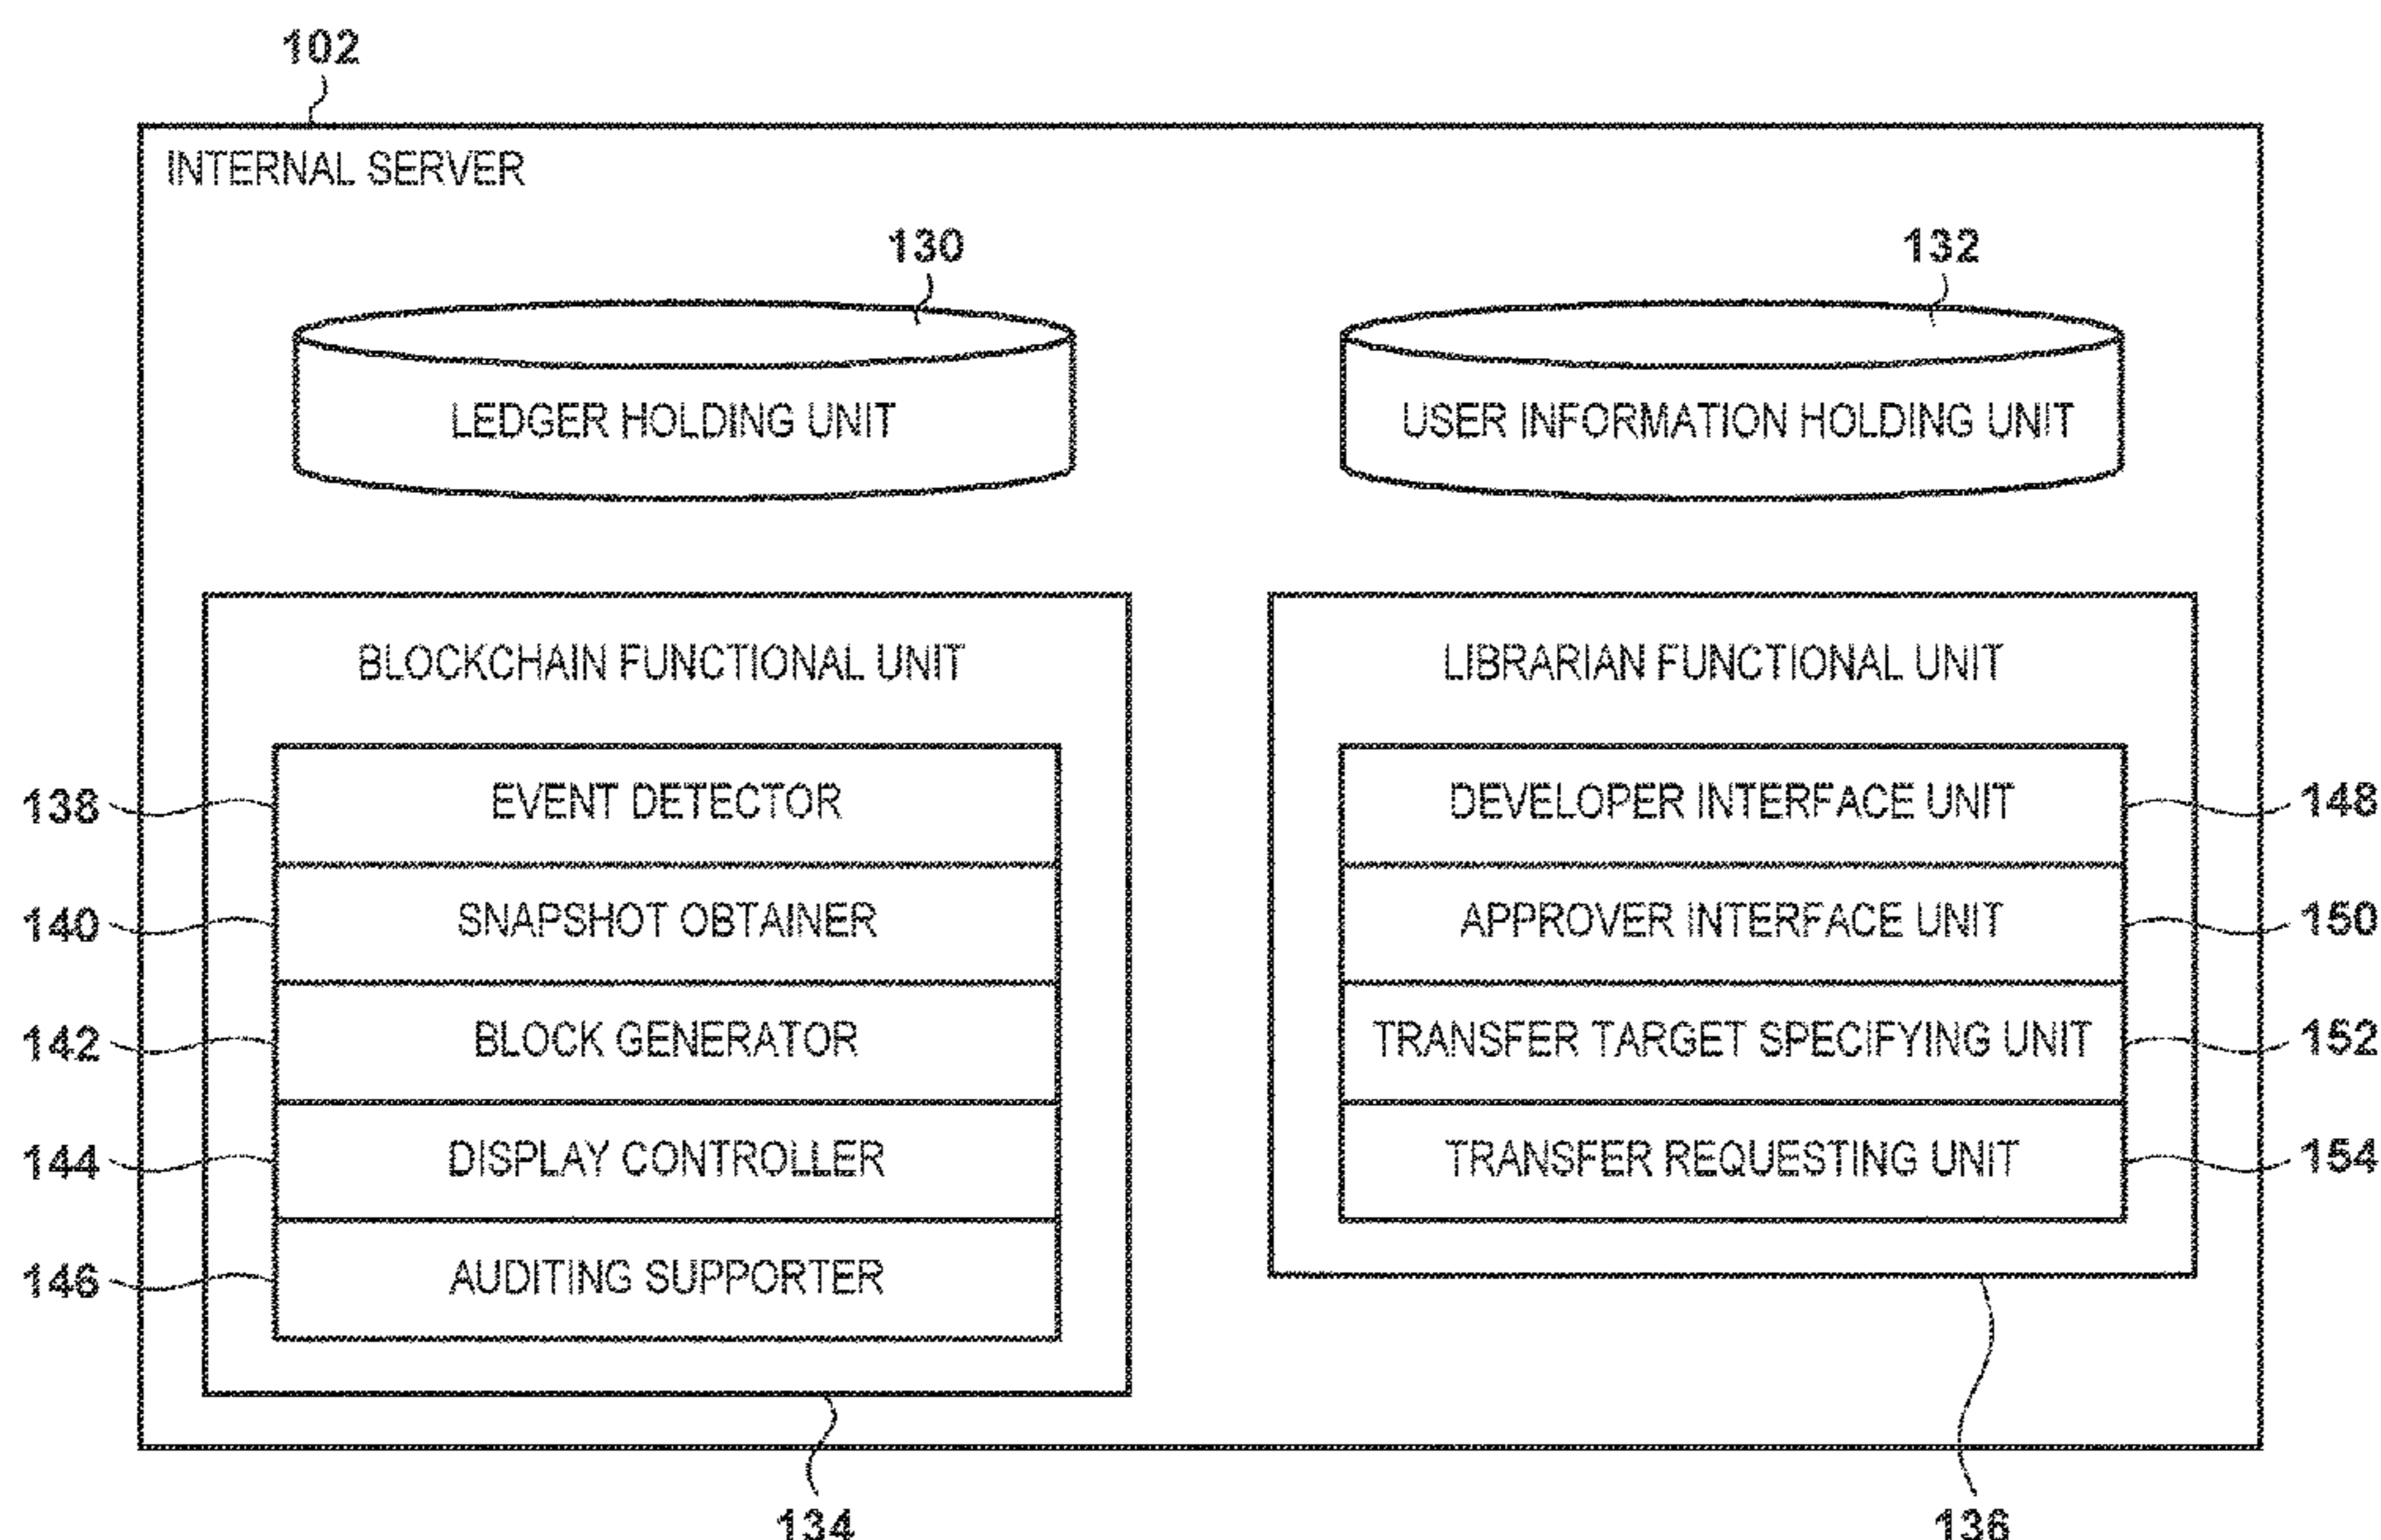 102
INTERNAL SERVER
130
132
LEDGER HOLDING UNIT
USER INFORMATION HOLDING UNIT
BLOCKCHAIN FUNCTIONAL UNIT
138
EVENT DETECTOR
140
SNAPSHOT OBTAINER
142
BLOCK GENERATOR
144
DISPLAY CONTROLLER
146
AUDITING SUPPORTER
134
LIBRARIAN FUNCTIONAL UNIT
DEVELOPER INTERFACE UNIT
148
APPROVER INTERFACE UNIT
150
TRANSFER TARGET SPECIFYING UNIT
152
TRANSFER REQUESTING UNIT
154
136